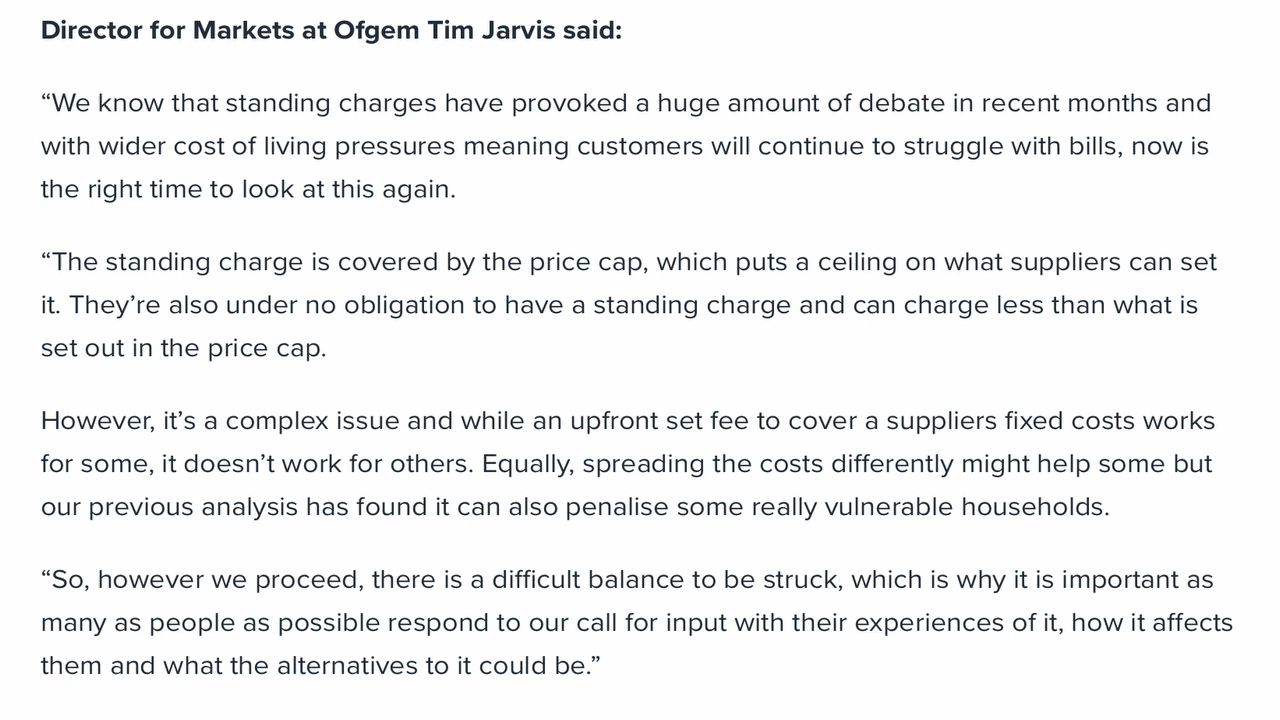 Director for Markets at Ofgem Tim Jarvis said:
“We know that standing charges have provoked a huge amount of debate in recent months and
with wider cost of living pressures meaning customers will continue to struggle with bills, now is
the right time to look at this again.
“The standing charge is covered by the price cap, which puts a ceiling on what suppliers can set
it. They’re also under no obligation to have a standing charge and can charge less than what is
set out in the price cap.
However, it’s a complex issue and while an upfront set fee to cover a suppliers fixed costs works
for some, it doesn’t work for others. Equally, spreading the costs differently might help some but
our previous analysis has found it can also penalise some really vulnerable households.
“So, however we proceed, there is a difficult balance to be struck, which is why it is important as
many as people as possible respond to our call for input with their experiences of it, how it affects
them and what the alternatives to it could be.”